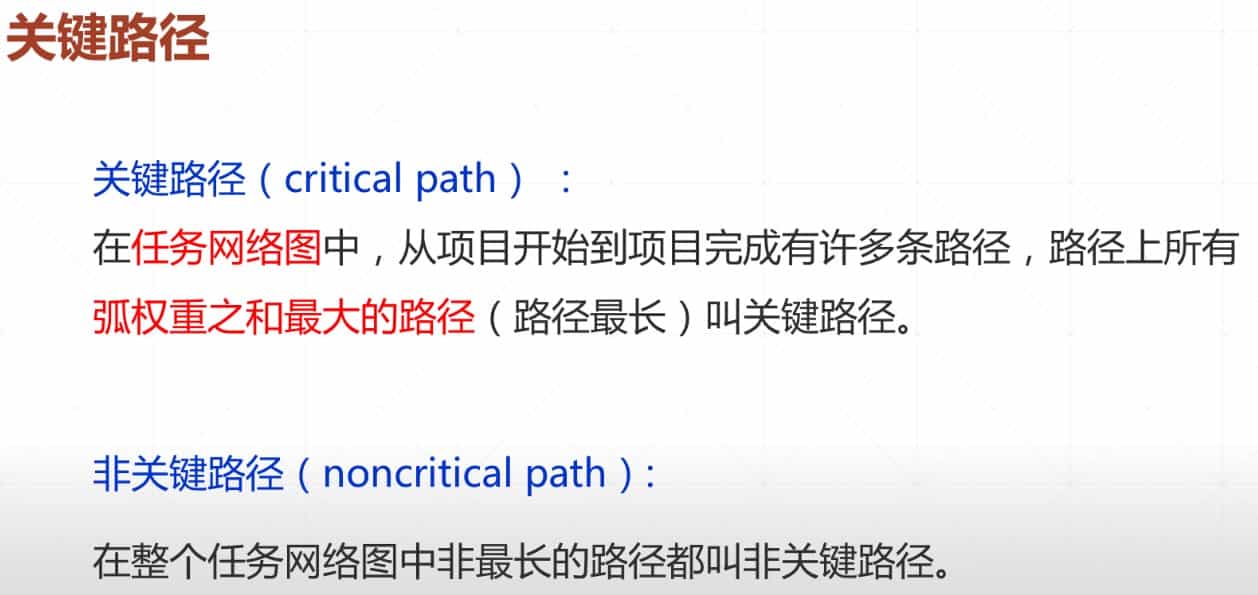 关键路径
关键路径（critical path） ：
在任务网络图中，从项目开始到项目完成有许多条路径，路径上所有
弧权重之和最大的路径（路径最长）叫关键路径。
非关键路径（noncritical path）:
在整个任务网络图中非最长的路径都叫非关键路径。